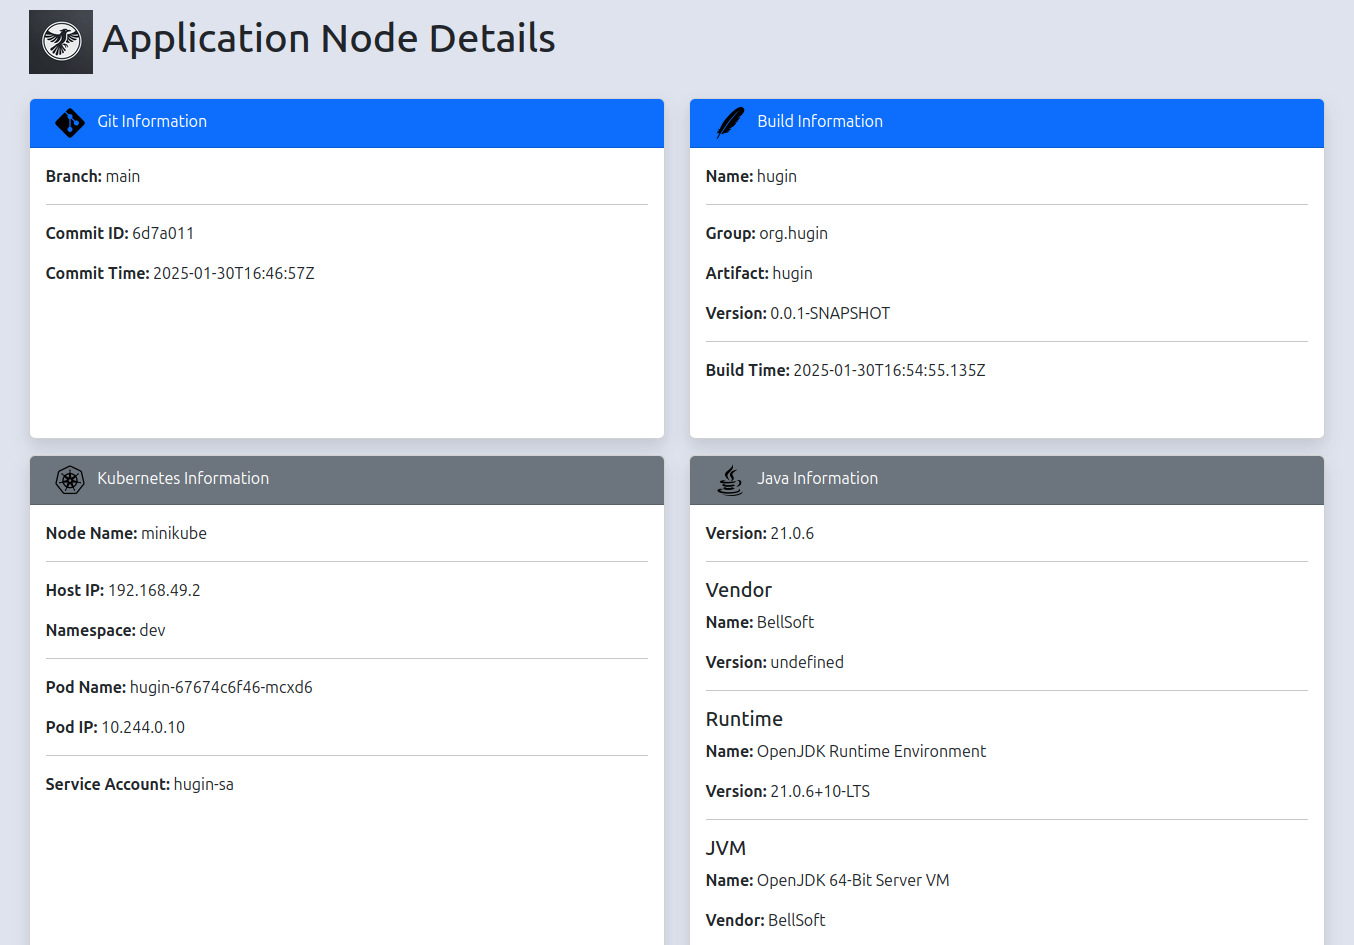 Application Node Details
Git Information
Branch: main
Commit ID: 6d7a011
Commit Time: 2025-01-30T16:46:57Z
Build Information
Name: hugin
Group: org.hugin
Artifact: hugin
Version: 0.0.1-SNAPSHOT
Build Time: 2025-01-30T16:54:55.135Z
Kubernetes Information
Node Name: minikube
Host IP: 192.168.49.2
Namespace: dev
Pod Name: hugin-67674c6f46-mcxd6
Pod IP: 10.244.0.10
Service Account: hugin-sa
Java Information
Version: 21.0.6
Vendor
Name: BellSoft
Version: undefined
Runtime
Name: OpenJDK Runtime Environment
Version: 21.0.6+10-LTS
JVM
Name: OpenJDK 64-Bit Server VM
Vendor: BellSoft